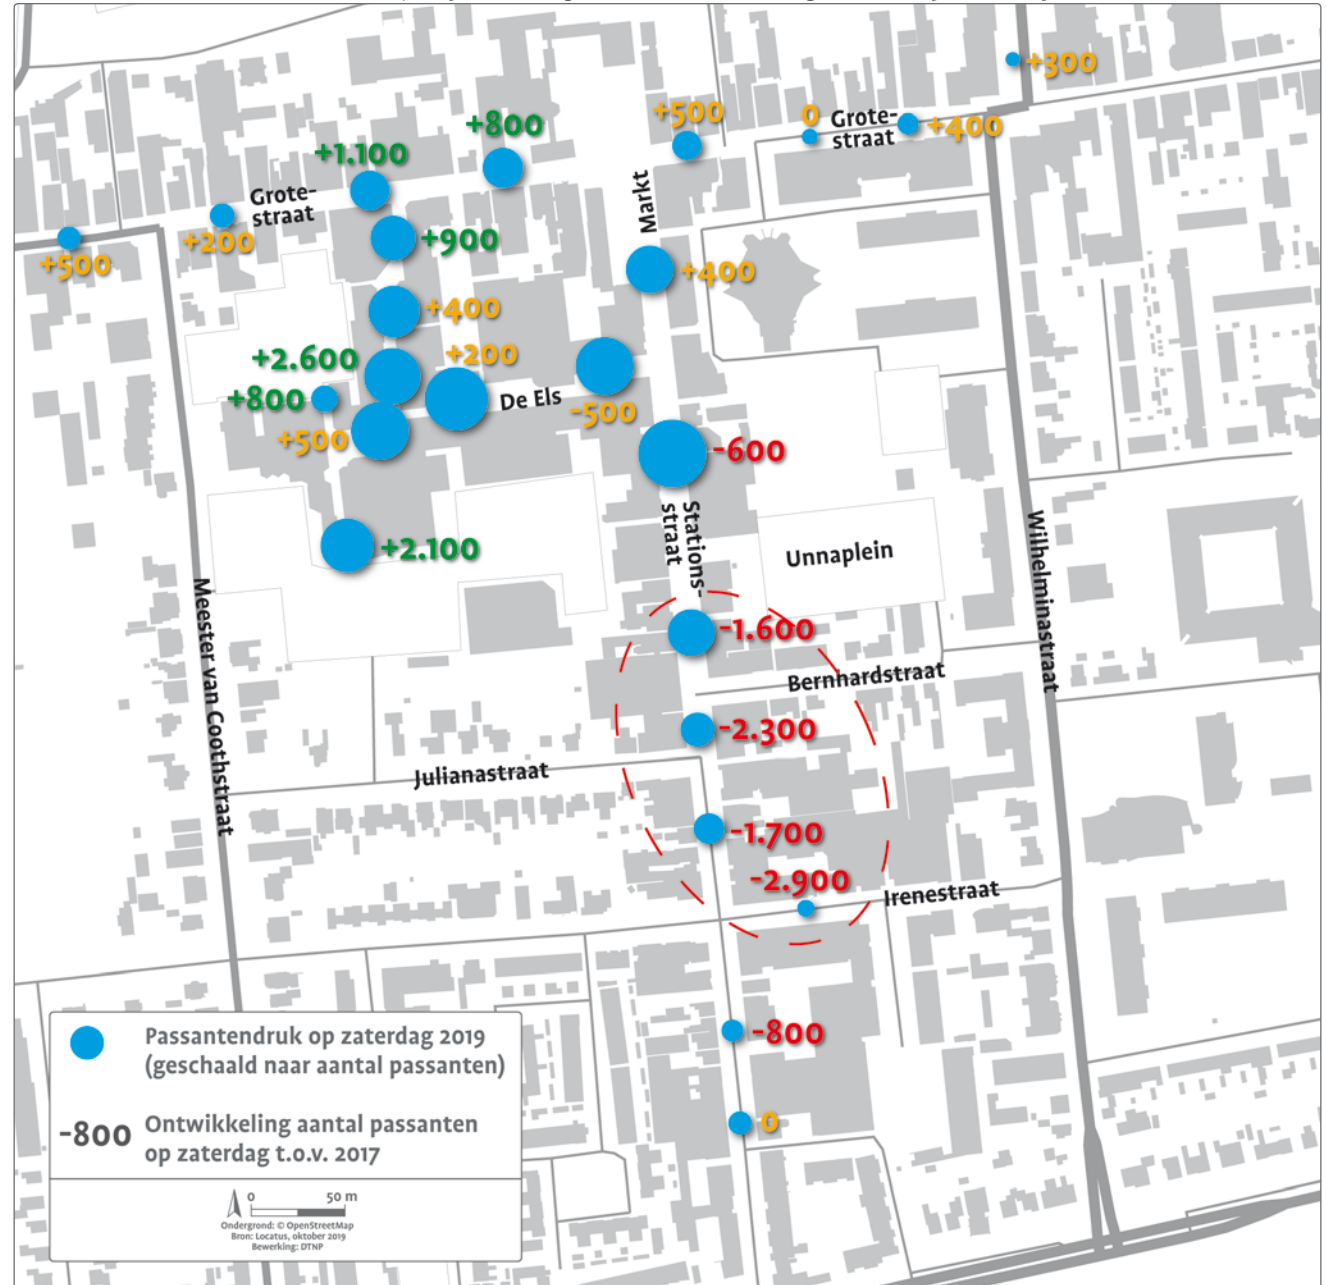 +300
+500
0
Grote-
straat
+400
+800
+1.100
Grote-
straat
+200
+500
+900
Markt
+400
+400
+2.600
+200
+800
De Els
-500
+500
-600
Stations-
straat
Unnaplein
+2.100
Wilhelminastraat
Meester van Coothstraat
-1.600
Bernhardstraat
-2.300
Julianastraat
-1.700
-2.900
Irenestraat
-800
0
Passantendruk op zaterdag 2019
(geschaald naar aantal passanten)
-800
Ontwikkeling aantal passanten
op zaterdag t.o.v. 2017
0 50 m
Ondergrond: © OpenStreetMap
Bron: Locatus, oktober 2019
Bewerking: DTNP